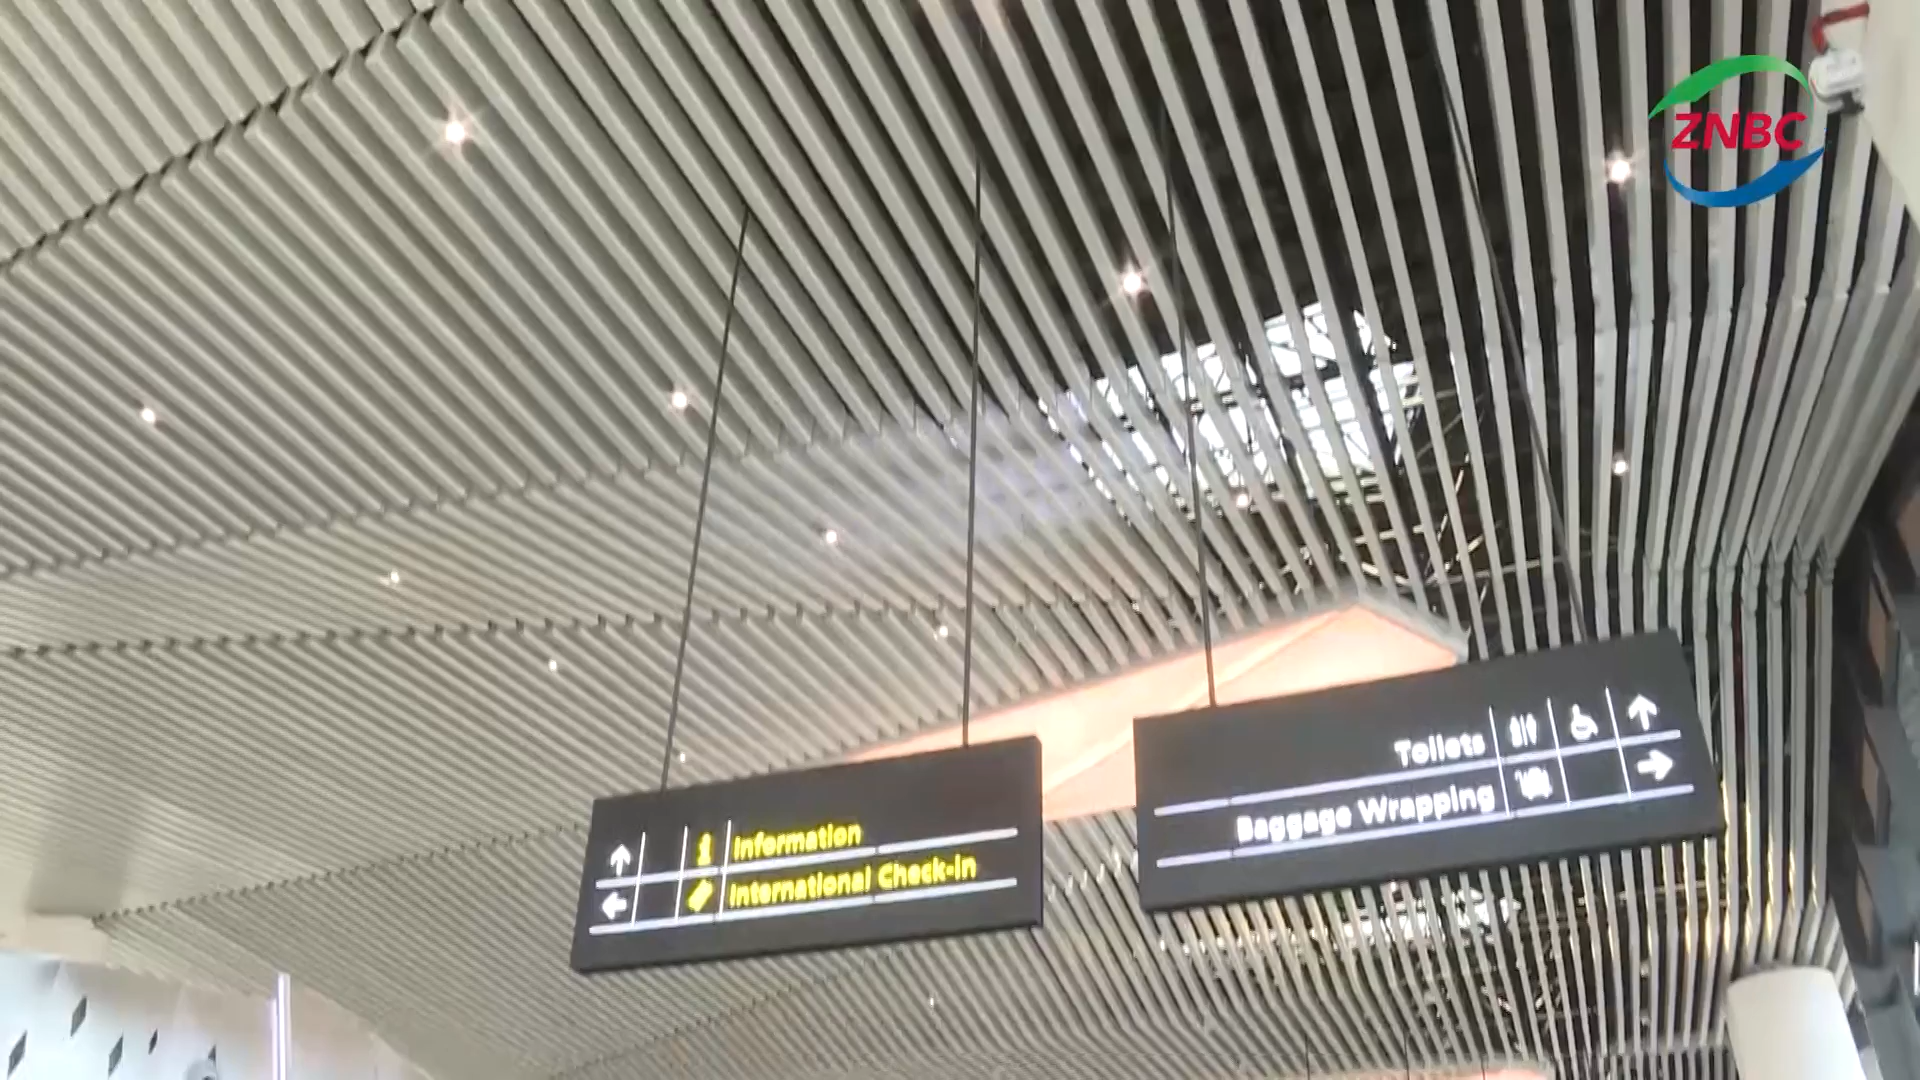 ZNBC
Information
International Check-in
Toilets
Baggage Wrapping